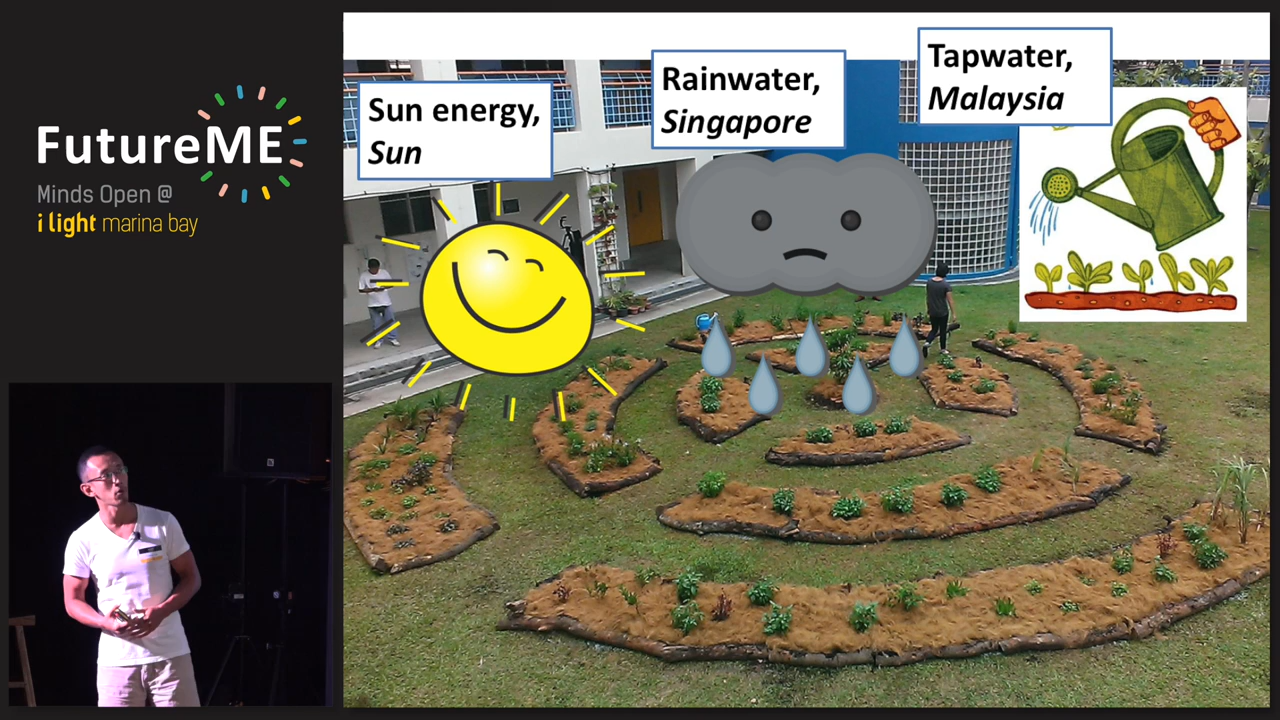 FutureME
Minds Open @
i light marina bay
Sun energy,
Sun
Rainwater,
Singapore
Tapwater,
Malaysia